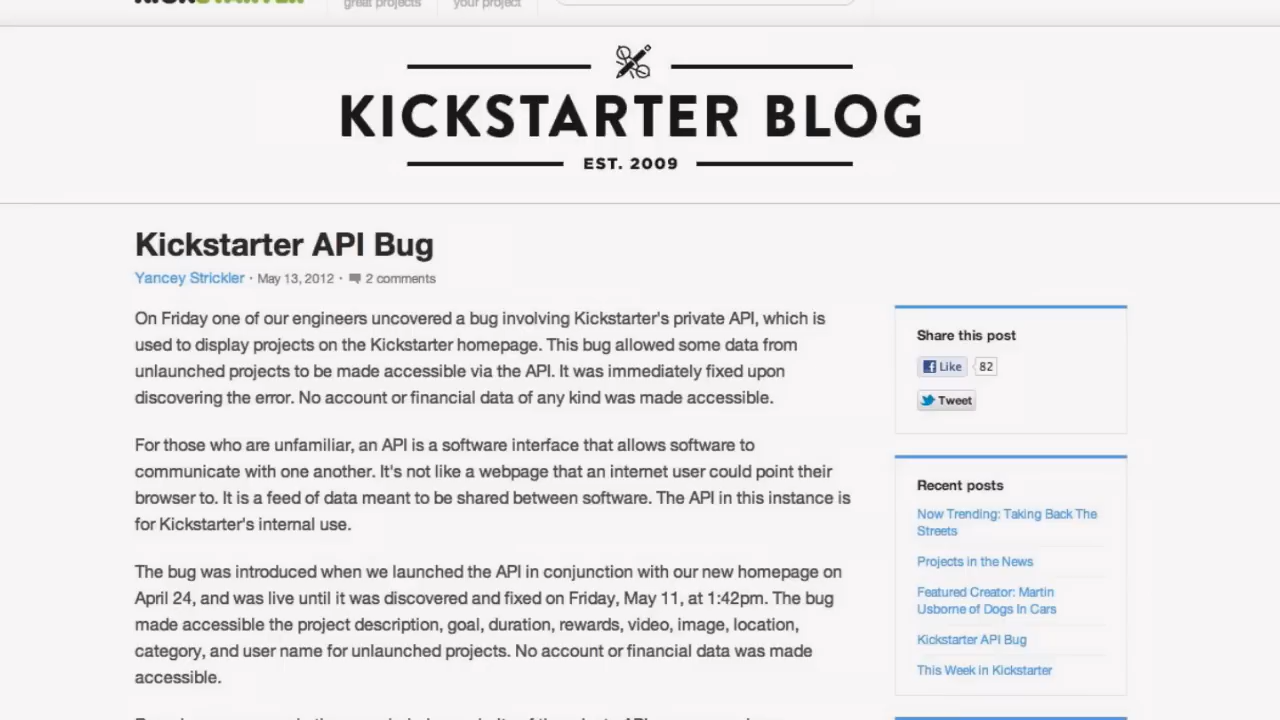 KICKSTARTER
great projects
your project
KICKSTARTER BLOG
EST. 2009
Kickstarter API Bug
Yancey Strickler · May 13, 2012 · 2 comments
On Friday one of our engineers uncovered a bug involving Kickstarter's private API, which is
used to display projects on the Kickstarter homepage. This bug allowed some data from
unlaunched projects to be made accessible via the API. It was immediately fixed upon
discovering the error. No account or financial data of any kind was made accessible.
For those who are unfamiliar, an API is a software interface that allows software to
communicate with one another. It's not like a webpage that an internet user could point their
browser to. It is a feed of data meant to be shared between software. The API in this instance is
for Kickstarter's internal use.
The bug was introduced when we launched the API in conjunction with our new homepage on
April 24, and was live until it was discovered and fixed on Friday, May 11, at 1:42pm. The bug
made accessible the project description, goal, duration, rewards, video, image, location,
category, and user name for unlaunched projects. No account or financial data was made
accessible.
Share this post
Like 82
Tweet
Recent posts
Now Trending: Taking Back The
Streets
Projects in the News
Featured Creator: Martin
Usborne of Dogs In Cars
Kickstarter API Bug
This Week in Kickstarter